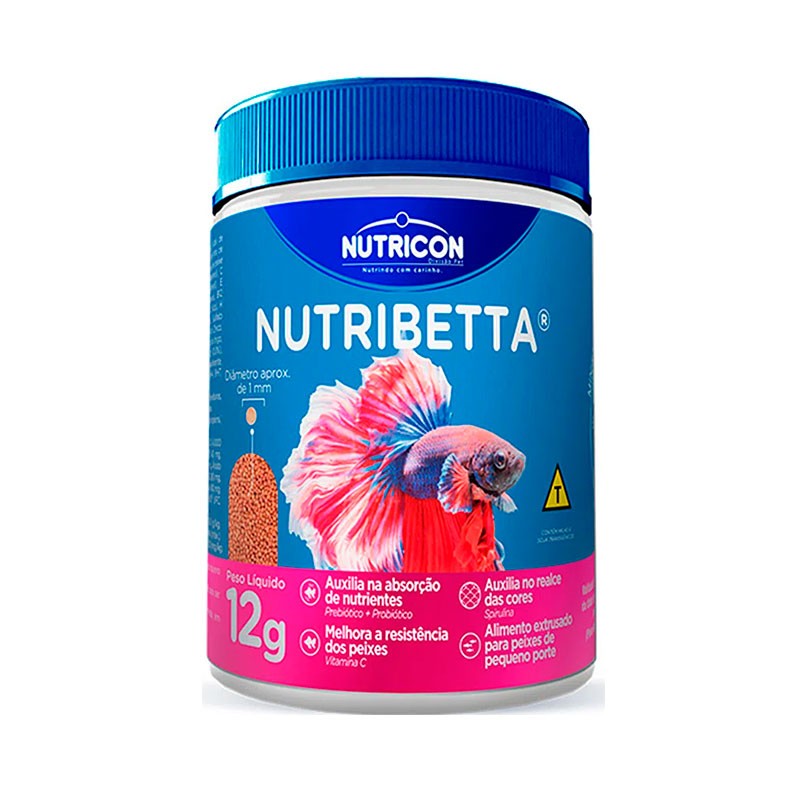 NUTRICON
Divisão Pet
Nutrindo com carinho.
NUTRIBETTA®
Diâmetro aprox.
de 1 mm
T
Peso Líquido
12g
Auxilia na absorção
de nutrientes
Prebiótico + Probiótico
Melhora a resistência
dos peixes
Vitamina C
Auxilia no realce
das cores
Spirulina
Alimento extrusado
para peixes de
pequeno porte